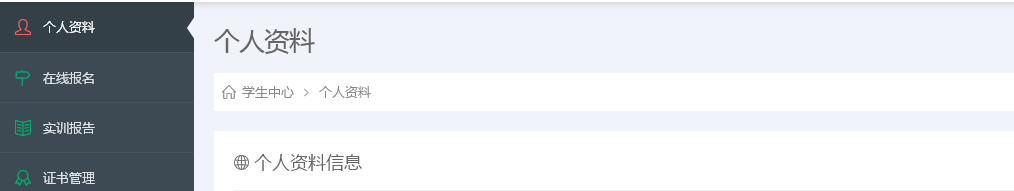 个人资料
在线报名
实训报告
证书管理
个人资料
学生中心 > 个人资料
个人资料信息